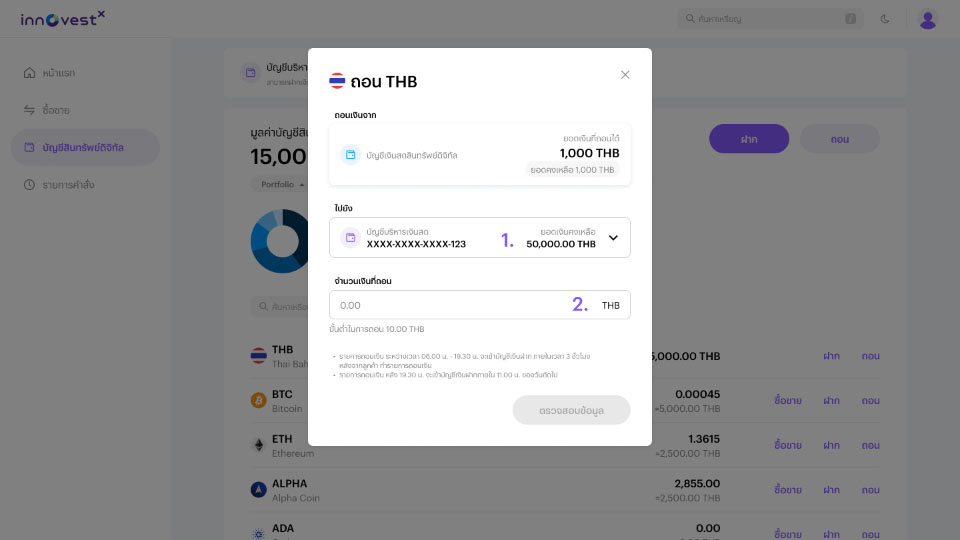 innovestx
ค้นหาเหรียญ
/
หน้าแรก
ซื้อขาย
บัญชีสินทรัพย์ดิจิทัล
รายการคำสั่ง
บัญชีบริหา
สามารถฝากเงิ
มูลค่าบัญชีสิ
15,00
ฝาก
ถอน
Portfolio
ค้นหาเหรีย
ถอน THB
ถอนเงินจาก
บัญชีเงินสดสินทรัพย์ดิจิทัล
ยอดเงินที่ถอนได้
1,000 THB
ยอดคงเหลือ 1,000 THB
ไปยัง
บัญชีบริหารเงินสด
XXXX-XXXX-XXXX-123
1.
ยอดเงินคงเหลือ
50,000.00 THB
จำนวนเงินที่ถอน
0.00
2.
THB
ขั้นต่ำในการถอน 10.00 THB
• รายการถอนเงิน ระหว่างเวลา 06.00 น. - 19.30 น. จะเข้าบัญชีเงินฝาก ภายในเวลา 3 ชั่วโมง
หลังจากลูกค้า ทำรายการถอนเงิน
• รายการถอนเงิน หลัง 19.30 น. จะเข้าบัญชีเงินฝากภายใน 11.00 น. ของวันถัดไป
ตรวจสอบข้อมูล
THB
Thai Bah
5,000.00 THB
ฝาก
ถอน
BTC
Bitcoin
0.00045
≈5,000.00 THB
ซื้อขาย
ฝาก
ถอน
ETH
Ethereum
1.3615
≈2,500.00 THB
ซื้อขาย
ฝาก
ถอน
ALPHA
Alpha Coin
2,855.00
≈2,500.00 THB
ซื้อขาย
ฝาก
ถอน
ADA
0.00
ซื้อขาย
ฝาก
ถอน